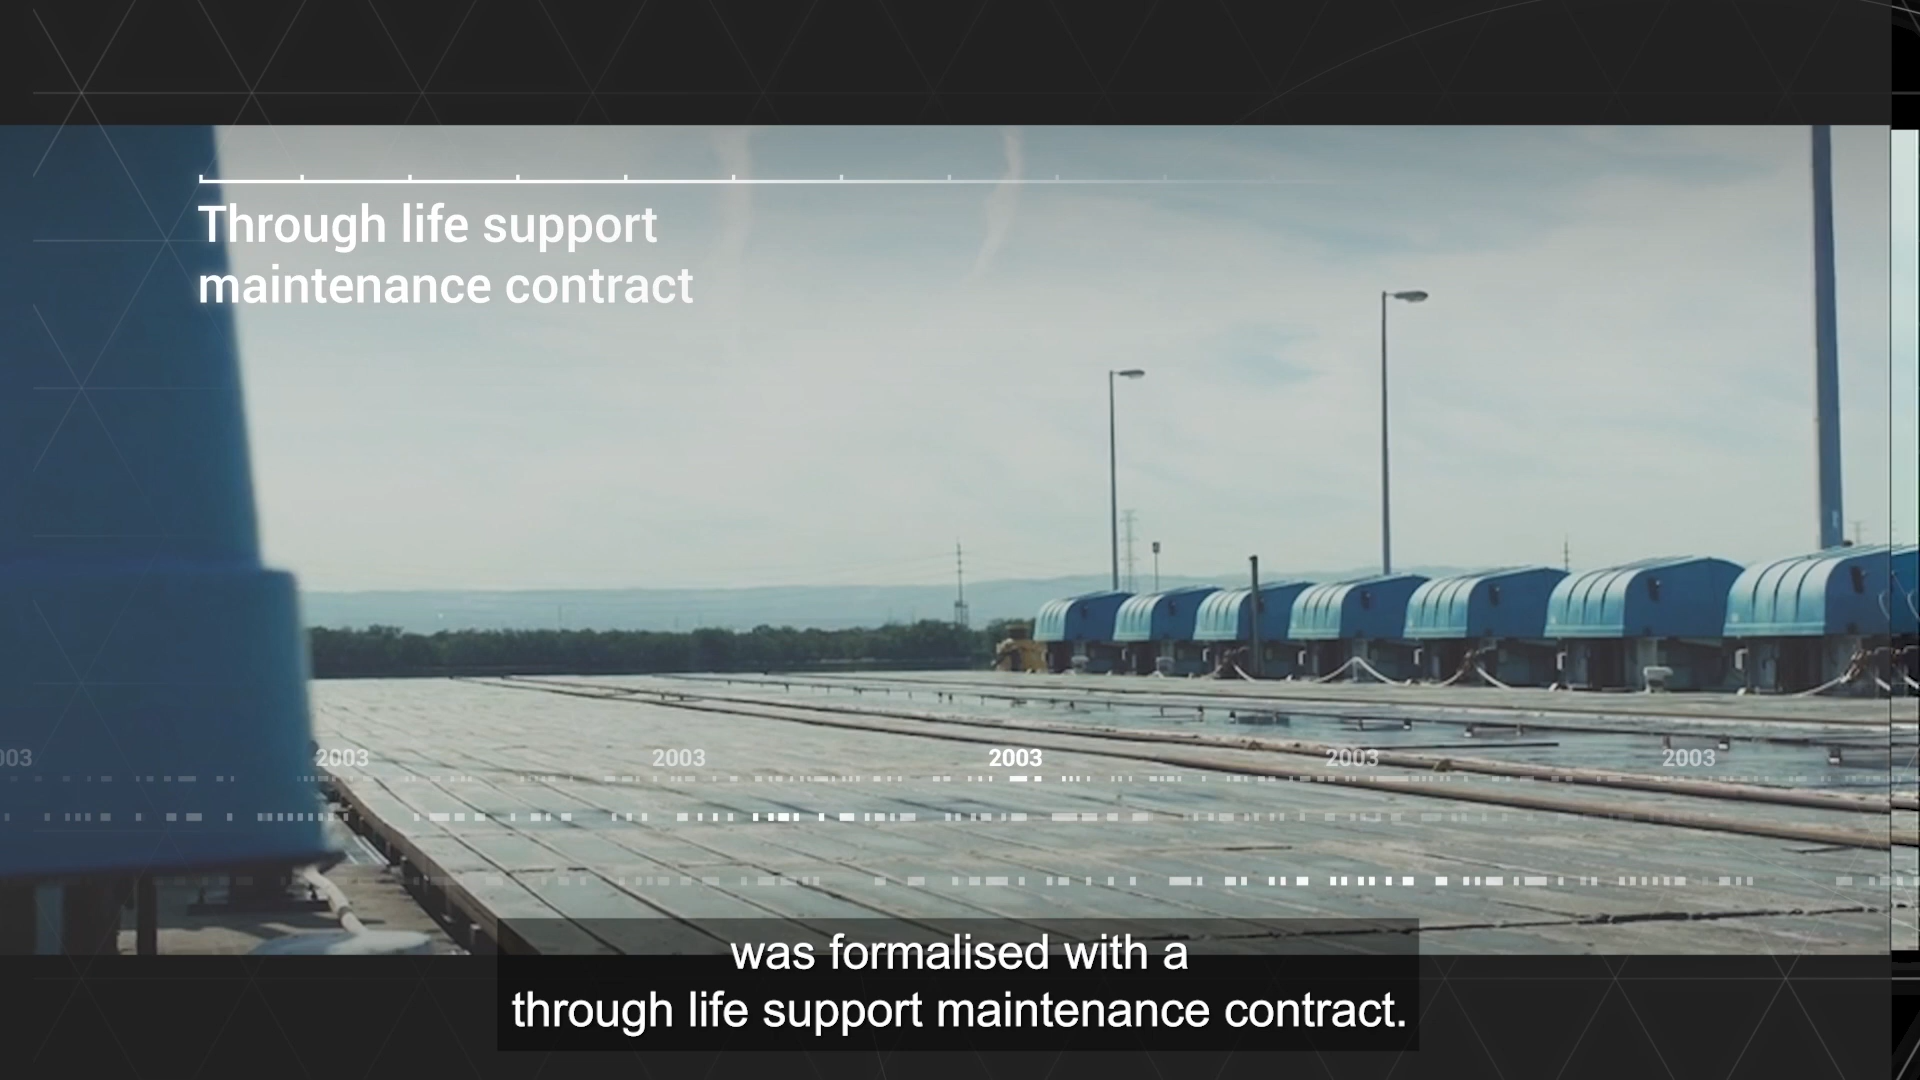 Through life support
maintenance contract
003 2003 2003 2003 2003 2003
was formalised with a
through life support maintenance contract.